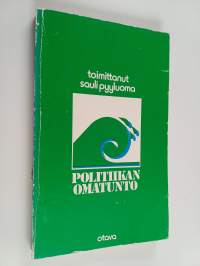 toimittanut
sauli pyyluoma
POLITIIKAN
OMATUNTO
otava